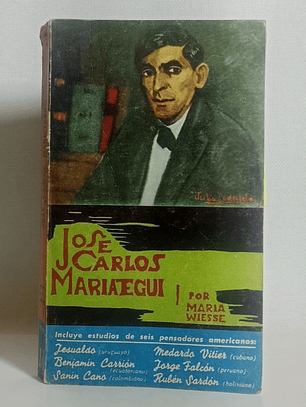 JOSE
CARLOS
MARIATEGUI
POR
MARIA
WIESSE
Incluye estudios de seis pensadores americanos:
Jesualdo (uruguayo) Medardo Vitier (cubano)
Benjamín Carrión (ecuatoriano) Jorge Falcón (peruano)
Sanín Cano (colombiano) Rubén Sardón (boliviano)